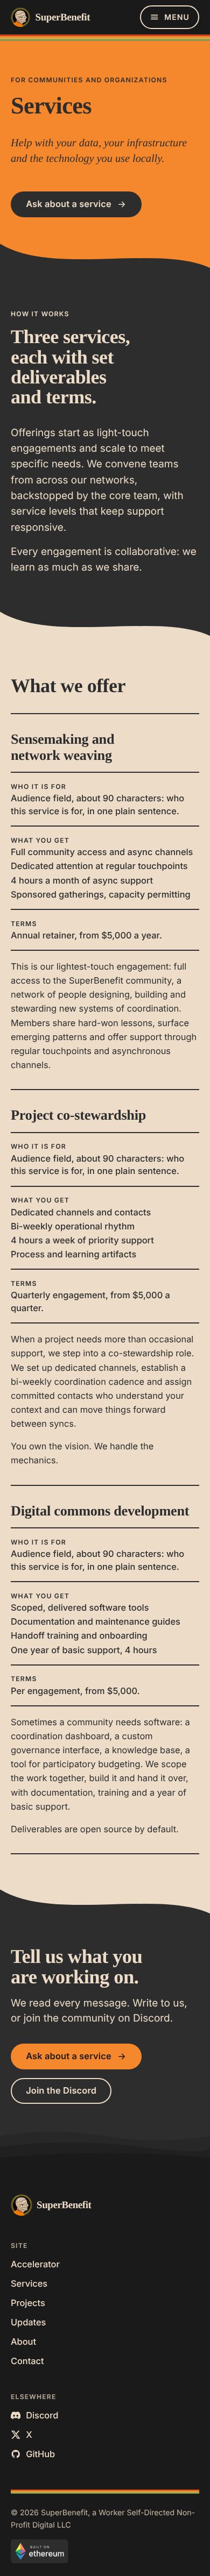 SuperBenefit
MENU
FOR COMMUNITIES AND ORGANIZATIONS
Services
Help with your data, your infrastructure
and the technology you use locally.
Ask about a service →
HOW IT WORKS
Three services,
each with set
deliverables
and terms.
Offerings start as light-touch
engagements and scale to meet
specific needs. We convene teams
from across our networks,
backstopped by the core team, with
service levels that keep support
responsive.
Every engagement is collaborative: we
learn as much as we share.
What we offer
Sensemaking and
network weaving
WHO IT IS FOR
Audience field, about 90 characters: who
this service is for, in one plain sentence.
WHAT YOU GET
Full community access and async channels
Dedicated attention at regular touchpoints
4 hours a month of async support
Sponsored gatherings, capacity permitting
TERMS
Annual retainer, from $5,000 a year.
This is our lightest-touch engagement: full
access to the SuperBenefit community, a
network of people designing, building and
stewarding new systems of coordination.
Members share hard-won lessons, surface
emerging patterns and offer support through
regular touchpoints and asynchronous
channels.
Project co-stewardship
WHO IT IS FOR
Audience field, about 90 characters: who
this service is for, in one plain sentence.
WHAT YOU GET
Dedicated channels and contacts
Bi-weekly operational rhythm
4 hours a week of priority support
Process and learning artifacts
TERMS
Quarterly engagement, from $5,000 a
quarter.
When a project needs more than occasional
support, we step into a co-stewardship role.
We set up dedicated channels, establish a
bi-weekly coordination cadence and assign
committed contacts who understand your
context and can move things forward
between syncs.
You own the vision. We handle the
mechanics.
Digital commons development
WHO IT IS FOR
Audience field, about 90 characters: who
this service is for, in one plain sentence.
WHAT YOU GET
Scoped, delivered software tools
Documentation and maintenance guides
Handoff training and onboarding
One year of basic support, 4 hours
TERMS
Per engagement, from $5,000.
Sometimes a community needs software: a
coordination dashboard, a custom
governance interface, a knowledge base, a
tool for participatory budgeting. We scope
the work together, build it and hand it over,
with documentation, training and a year of
basic support.
Deliverables are open source by default.
Tell us what you
are working on.
We read every message. Write to us,
or join the community on Discord.
Ask about a service →
Join the Discord
SuperBenefit
SITE
Accelerator
Services
Projects
Updates
About
Contact
ELSEWHERE
Discord
X
GitHub
© 2026 SuperBenefit, a Worker Self-Directed Non-
Profit Digital LLC
BUILT ON
ethereum